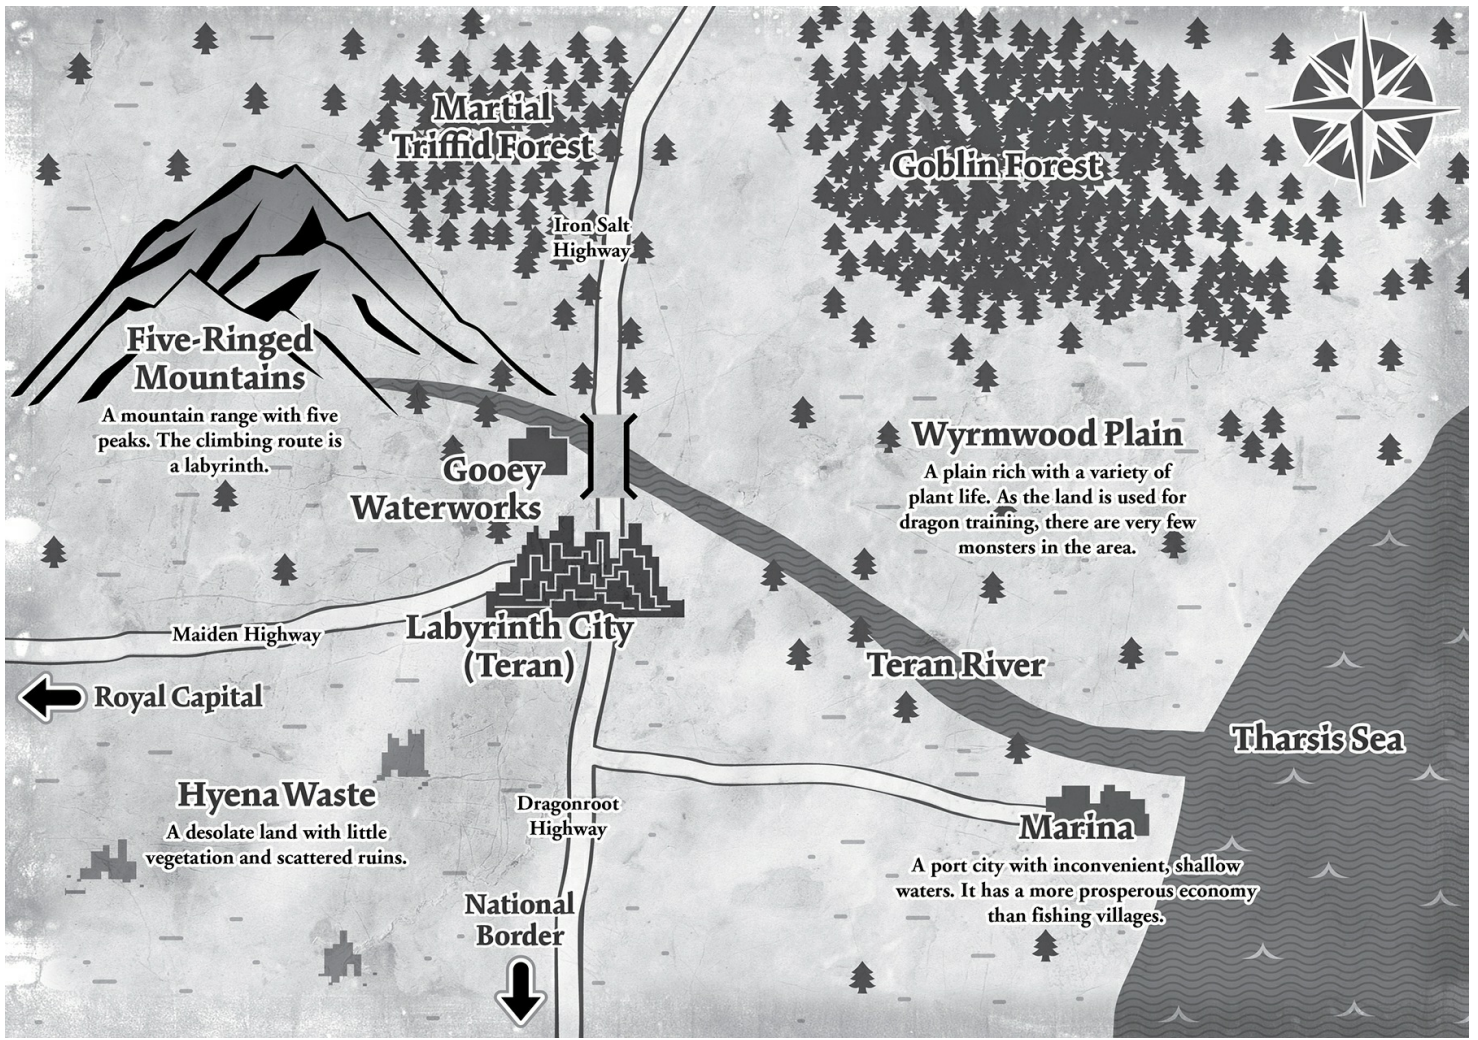 Martial
Triffid Forest
Goblin Forest
Iron Salt
Highway
Five-Ringed
Mountains
A mountain range with five
peaks. The climbing route is
a labyrinth.
Gooey
Waterworks
Wyrmwood Plain
A plain rich with a variety of
plant life. As the land is used for
dragon training, there are very few
monsters in the area.
Maiden Highway
Labyrinth City
(Teran)
Teran River
Royal Capital
Tharsis Sea
Hyena Waste
A desolate land with little
vegetation and scattered ruins.
Dragonroot
Highway
Marina
A port city with inconvenient, shallow
waters. It has a more prosperous economy
than fishing villages.
National
Border